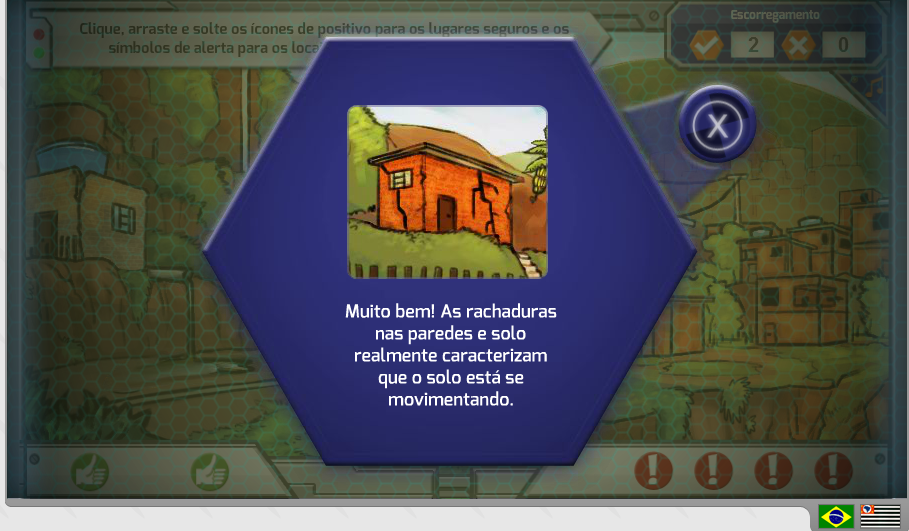 Clique, arraste e solte os ícones de positivo para os lugares seguros e os
símbolos de alerta para os loca
Escorregamento
2
0
X
Muito bem! As rachaduras
nas paredes e solo
realmente caracterizam
que o solo está se
movimentando.